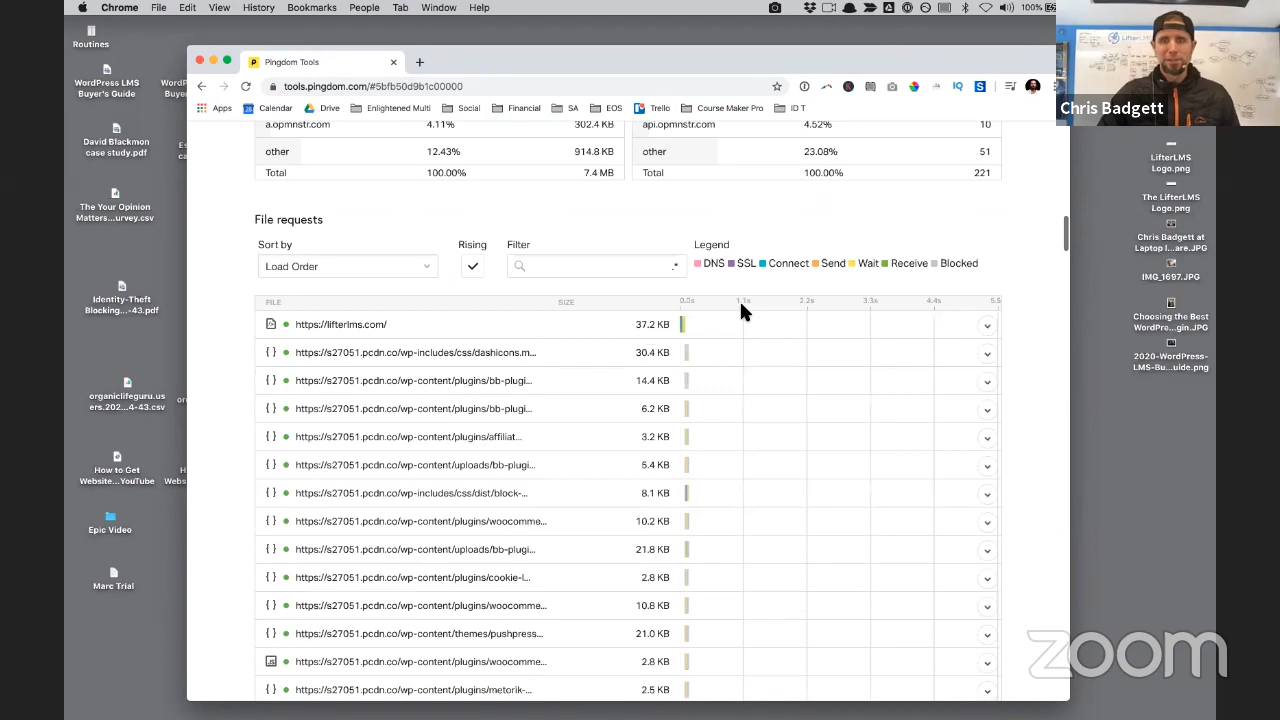 Chrome File Edit View History Bookmarks People Tab Window Help 100%
Routines
WordPress LMS
Buyer's Guide
David Blackmon
case study.pdf
The Your Opinion
Matters...urvey.csv
Identity-Theft
Blocking...-43.pdf
organiclifeguru.us
ers.202...4-43.csv
How to Get
Website...YouTube
Epic Video
Marc Trial
Pingdom Tools
tools.pingdom.com/#5bfb50d9b1c00000
Apps Calendar Drive Enlightened Multi Social Financial SA EOS Trello Course Maker Pro ID T
a.opmnstr.com 4.11% 302.4 KB api.opmnstr.com 4.52% 10
other 12.43% 914.8 KB other 23.08% 51
Total 100.00% 7.4 MB Total 100.00% 221
File requests
Sort by Rising Filter Legend
Load Order .* DNS SSL Connect Send Wait Receive Blocked
FILE SIZE 0.0s 1.1s 2.2s 3.3s 4.4s 5.5
https://lifterlms.com/ 37.2 KB
{ } https://s27051.pcdn.co/wp-includes/css/dashicons.m... 30.4 KB
{ } https://s27051.pcdn.co/wp-content/plugins/bb-plugi... 14.4 KB
{ } https://s27051.pcdn.co/wp-content/plugins/bb-plugi... 6.2 KB
{ } https://s27051.pcdn.co/wp-content/plugins/affiliat... 3.2 KB
{ } https://s27051.pcdn.co/wp-content/uploads/bb-plugi... 5.4 KB
{ } https://s27051.pcdn.co/wp-includes/css/dist/block-... 8.1 KB
{ } https://s27051.pcdn.co/wp-content/plugins/woocomme... 10.2 KB
{ } https://s27051.pcdn.co/wp-content/uploads/bb-plugi... 21.8 KB
{ } https://s27051.pcdn.co/wp-content/plugins/cookie-l... 2.8 KB
{ } https://s27051.pcdn.co/wp-content/plugins/woocomme... 10.8 KB
{ } https://s27051.pcdn.co/wp-content/themes/pushpress... 21.0 KB
JS https://s27051.pcdn.co/wp-content/plugins/woocomme... 2.8 KB
{ } https://s27051.pcdn.co/wp-content/plugins/metorik-... 2.5 KB
Chris Badgett
LifterLMS
Logo.png
The LifterLMS
Logo.png
Chris Badgett at
Laptop l...are.JPG
IMG_1697.JPG
Choosing the Best
WordPre...gin.JPG
2020-WordPress-
LMS-Bu...uide.png
zoom